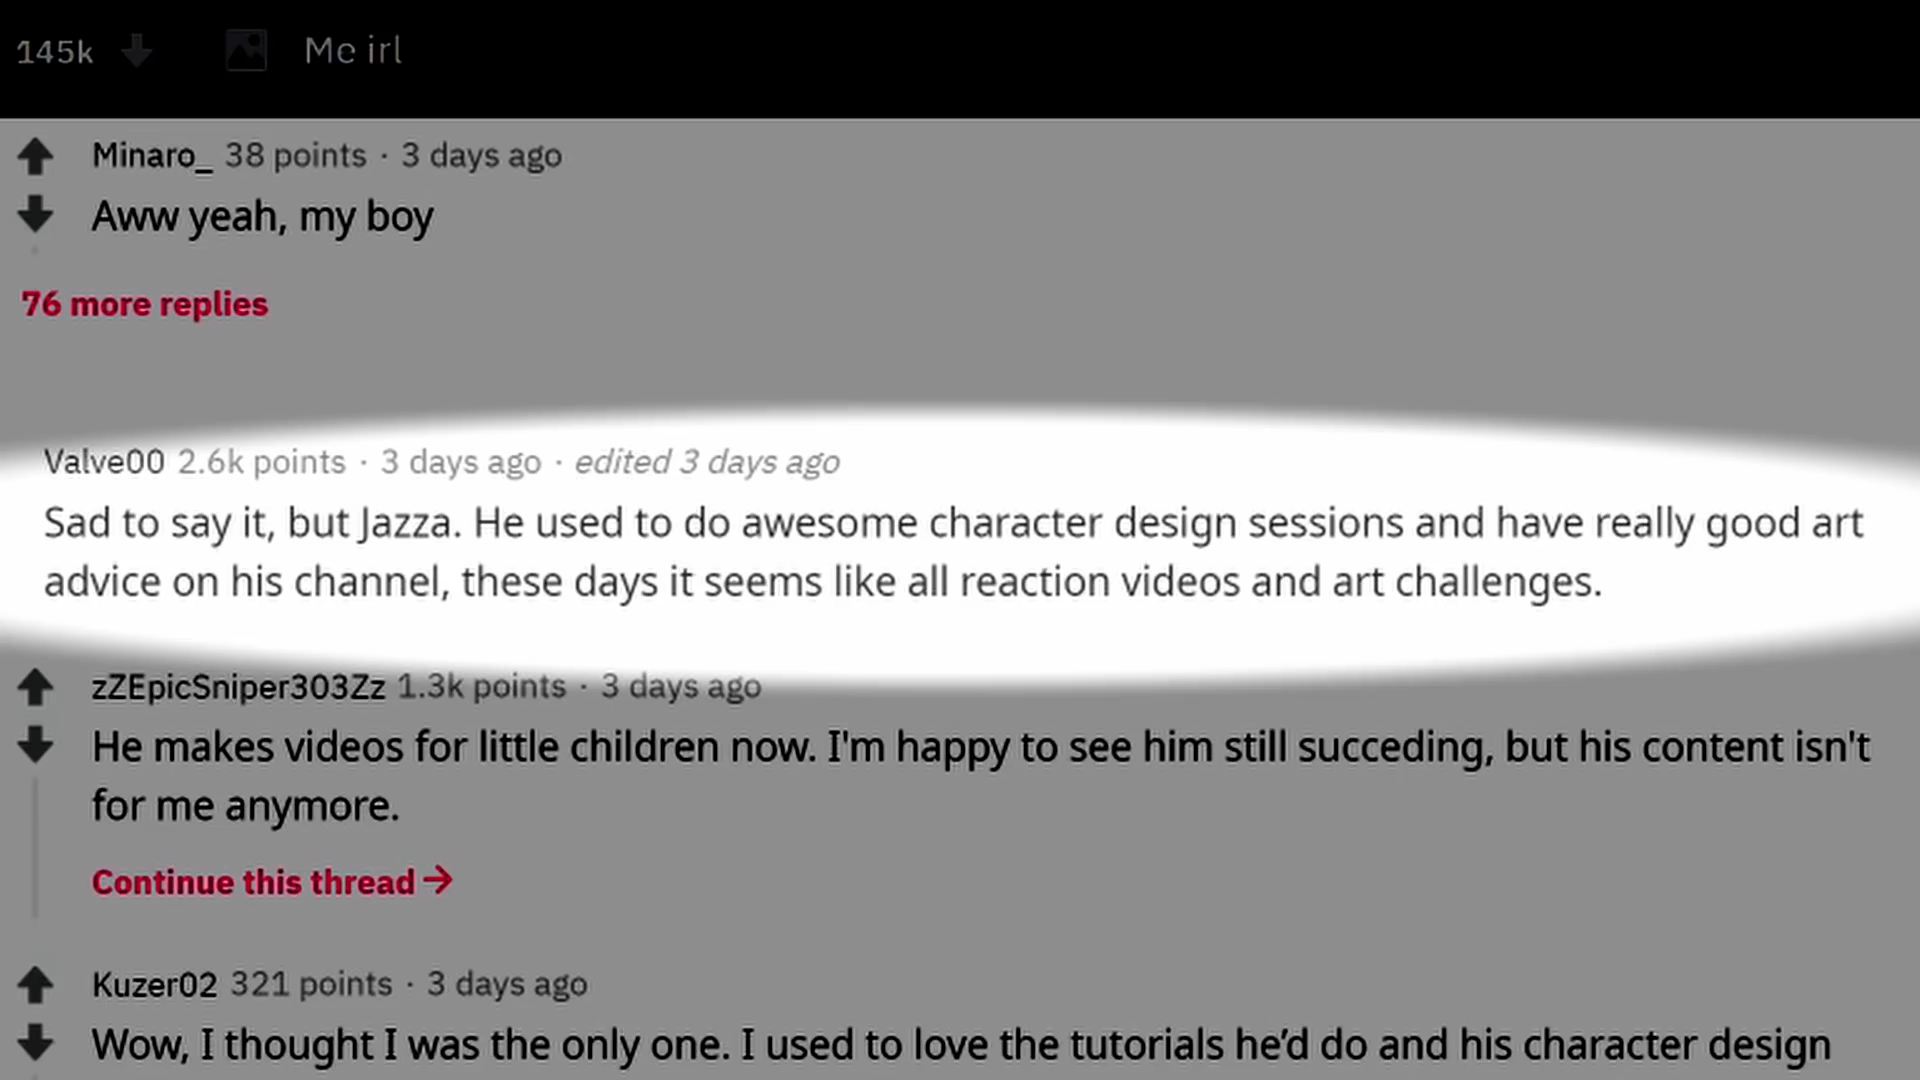 145k Me irl
Minaro_ 38 points · 3 days ago
Aww yeah, my boy
76 more replies
Valve00 2.6k points · 3 days ago · edited 3 days ago
Sad to say it, but Jazza. He used to do awesome character design sessions and have really good art
advice on his channel, these days it seems like all reaction videos and art challenges.
zZEpicSniper303Zz 1.3k points · 3 days ago
He makes videos for little children now. I'm happy to see him still succeding, but his content isn't
for me anymore.
Continue this thread →
Kuzer02 321 points · 3 days ago
Wow, I thought I was the only one. I used to love the tutorials he’d do and his character design